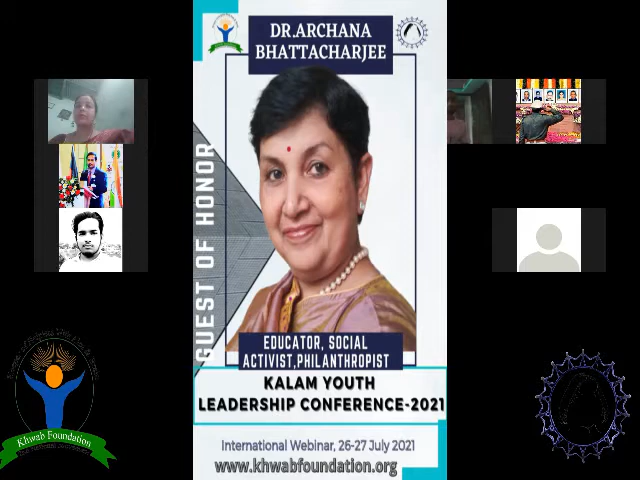 DR.ARCHANA
BHATTACHARJEE
GUEST OF HONOR
EDUCATOR, SOCIAL
ACTIVIST,PHILANTHROPIST
KALAM YOUTH
LEADERSHIP CONFERENCE-2021
International Webinar, 26-27 July 2021
www.khwabfoundation.org
Khwab Foundation